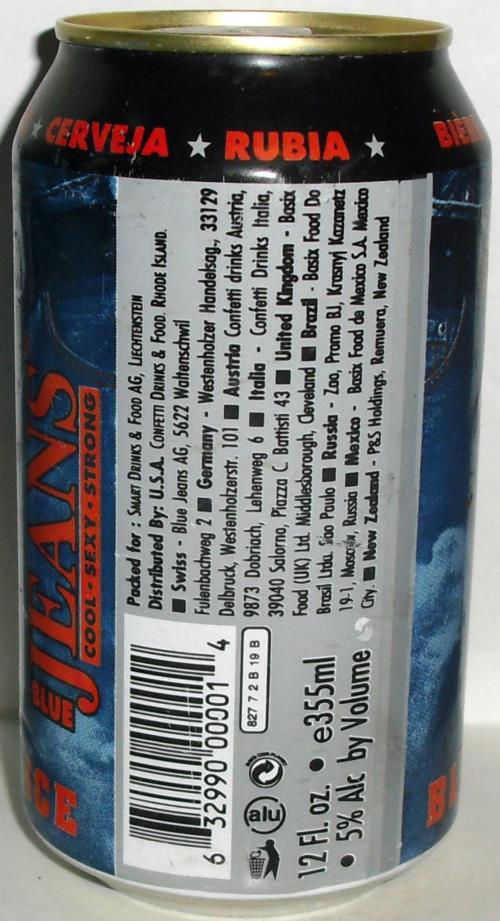 CERVEJA ★ RUBIA ★
BLUE
JEANS
COOL · SEXY · STRONG
Packed for : SMART DRINKS & FOOD AG, LIECHTENSTEIN
Distributed By: U.S.A. CONFETTI DRINKS & FOOD. RHODE ISLAND.
■ Swiss - Blue Jeans AG, 5622 Waltenschwil
Fulenbachweg 2 ■ Germany - Westenholzer Handelsag., 33129
Delbruck, Westenholzerstr. 101 ■ Austria Confetti drinks Austria,
9873 Dobriach, Lehenweg 6 ■ Italia - Confetti Drinks Italia,
39040 Salorno, Piazza C. Battisti 43 ■ United Kingdom - Basix
Food (UK) Ltd. Middlesborough, Cleveland ■ Brazil - Basix Food Do
Brasil Ltda. Sao Paulo ■ Russia - Zao, Promo BJ, Krasnyi Kazanetz
19-1, Moscow, Russia ■ Mexico - Basix Food de Mexico S.A. Mexico
City, ■ New Zealand - P&S Holdings, Remuera, New Zealand
6 32990 00001 4
827 7 2 B 19 B
12 Fl. oz. • e355ml
• 5% Alc by Volume